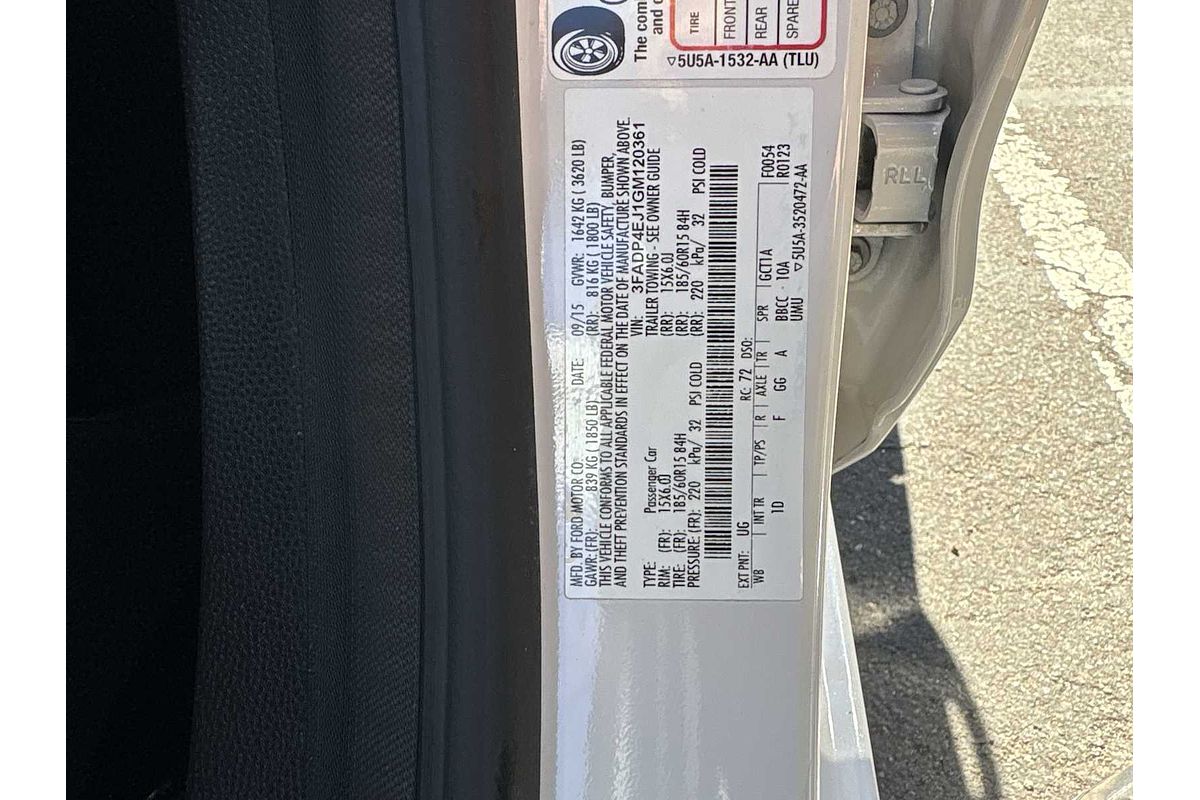 The com
and c
TIRE
FRONT
REAR
SPARE
5U5A-1532-AA (TLU)
MFD. BY FORD MOTOR CO. DATE: 09/15 GVWR: 1642 KG ( 3620 LB)
GAWR:(FR): 839 KG ( 1850 LB) (RR): 816 KG ( 1800 LB)
THIS VEHICLE CONFORMS TO ALL APPLICABLE FEDERAL MOTOR VEHICLE SAFETY, BUMPER,
AND THEFT PREVENTION STANDARDS IN EFFECT ON THE DATE OF MANUFACTURE SHOWN ABOVE.
VIN: 3FADP4EJ1GM120361
TYPE: Passenger Car TRAILER TOWING - SEE OWNER GUIDE
RIM: (FR): 15X6.0J (RR): 15X6.0J
TIRE: (FR): 185/60R15 84H (RR): 185/60R15 84H
PRESSURE: (FR): 220 kPa/ 32 PSI COLD (RR): 220 kPa/ 32 PSI COLD
EXT PNT: UG RC: 72 DSO: F0054
WB INT TR TP/PS R AXLE TR SPR GCT1A R0123
1D F GG A BBCC - 10A
UMU 5U5A-3520472-AA
RLL